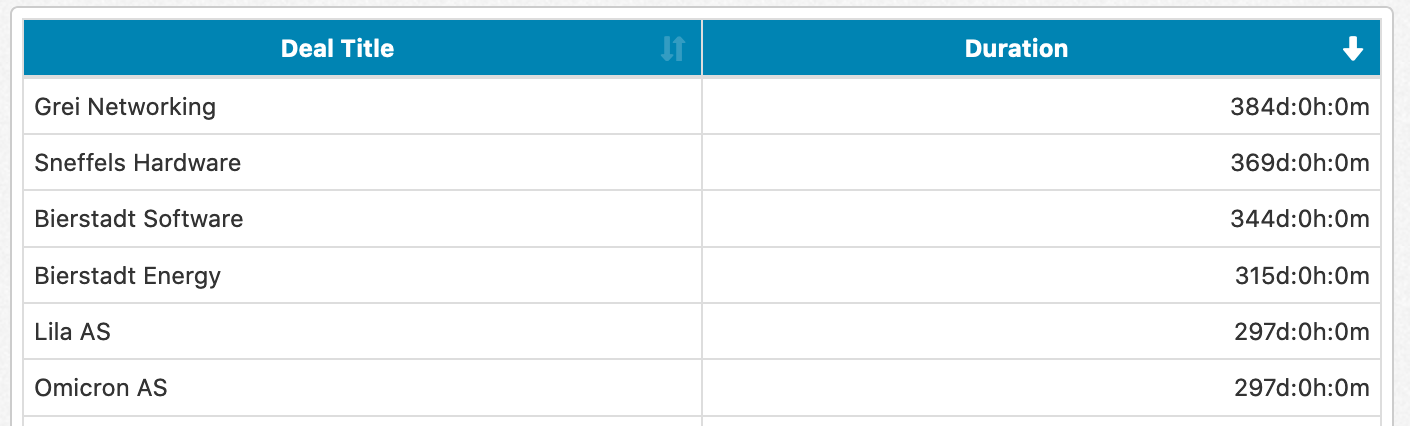 Deal Title Duration
Grei Networking 384d:0h:0m
Sneffels Hardware 369d:0h:0m
Bierstadt Software 344d:0h:0m
Bierstadt Energy 315d:0h:0m
Lila AS 297d:0h:0m
Omicron AS 297d:0h:0m